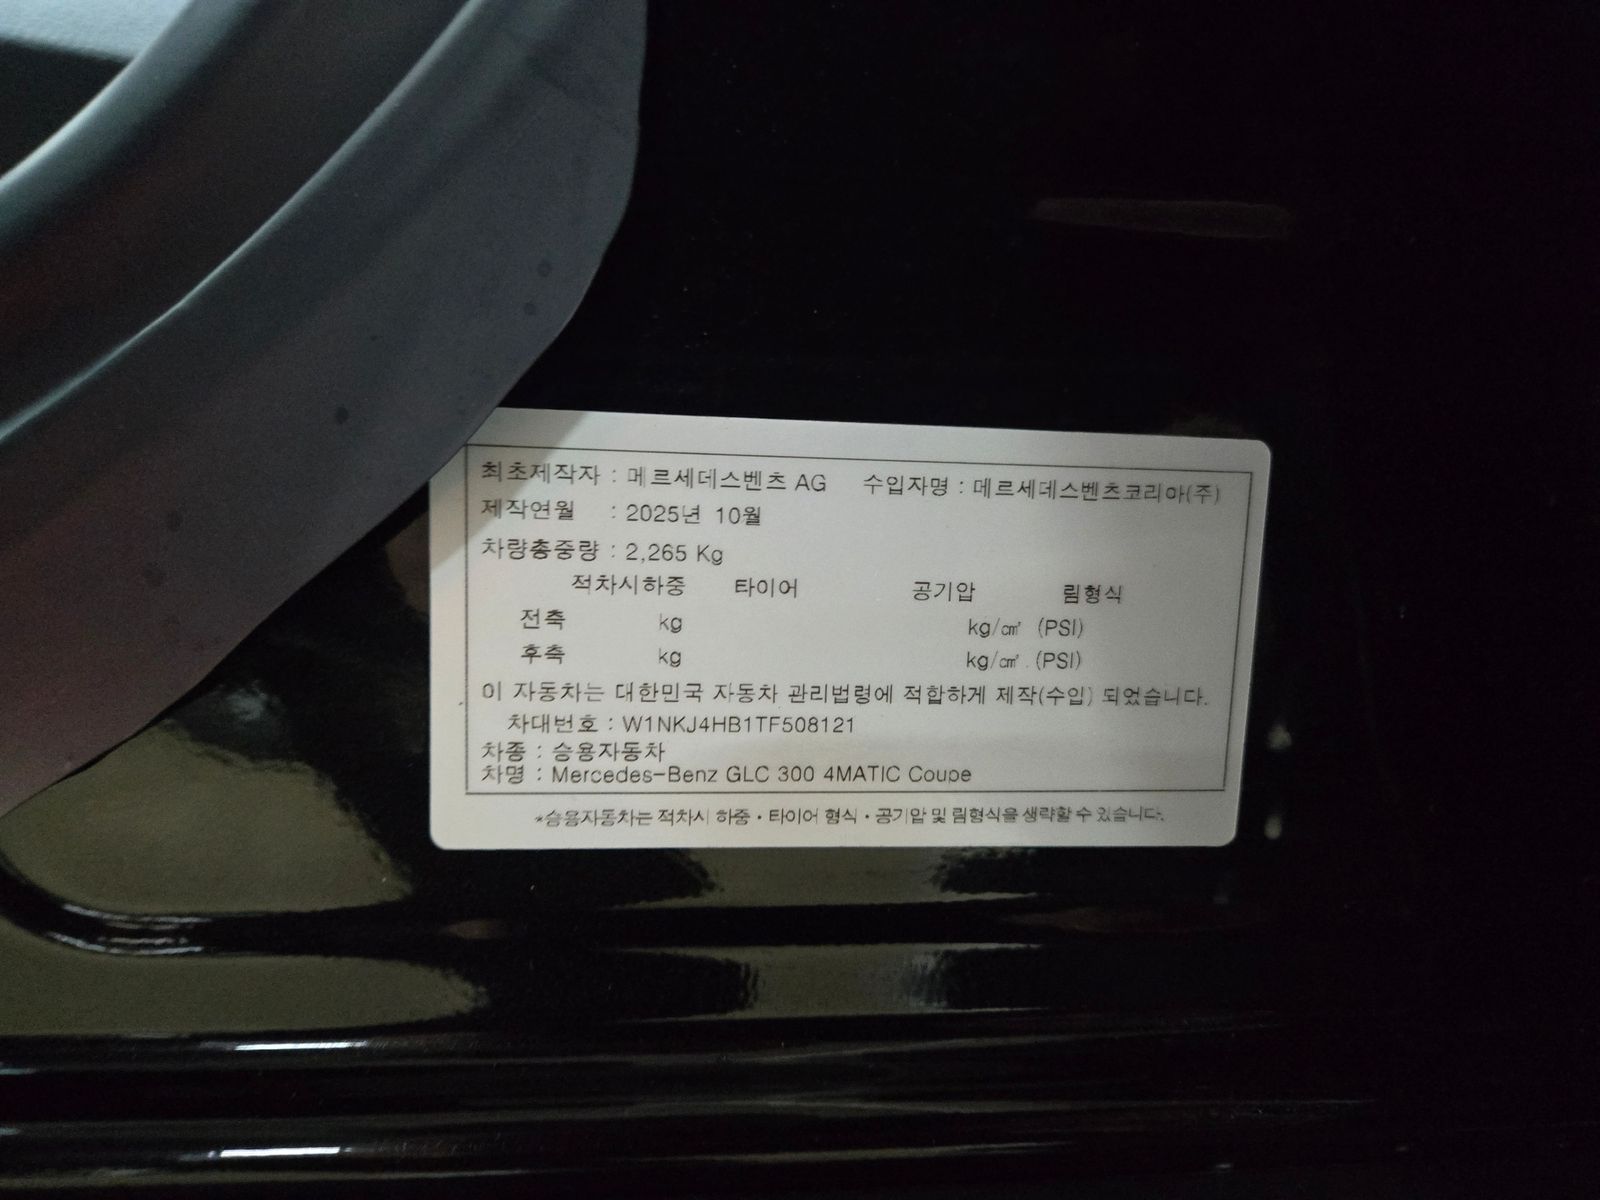 최초제작자 : 메르세데스벤츠 AG 수입자명 : 메르세데스벤츠코리아(주)
제작연월 : 2025년 10월
차량총중량 : 2,265 Kg
적차시하중 타이어 공기압 림형식
전축 kg kg/㎠ (PSI)
후축 kg kg/㎠ (PSI)
이 자동차는 대한민국 자동차 관리법령에 적합하게 제작(수입) 되었습니다.
차대번호 : W1NKJ4HB1TF508121
차종 : 승용자동차
차명 : Mercedes-Benz GLC 300 4MATIC Coupe
*승용자동차는 적차시 하중・타이어 형식・공기압 및 림형식을 생략할 수 있습니다.